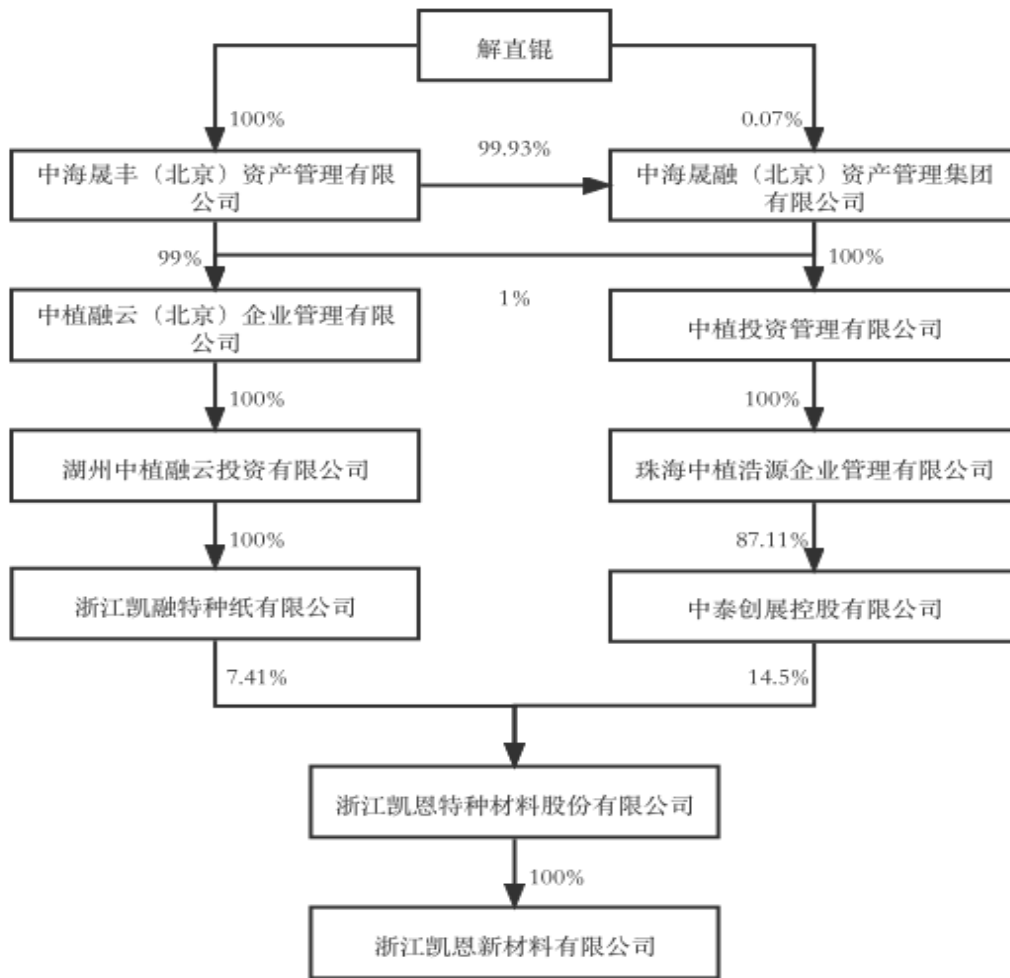 解直锟
100%
0.07%
99.93%
中海晟丰（北京）资产管理有限
公司
中海晟融（北京）资产管理集团
有限公司
99%
100%
1%
中植融云（北京）企业管理有限
公司
中植投资管理有限公司
100%
100%
湖州中植融云投资有限公司
珠海中植浩源企业管理有限公司
100%
87.11%
浙江凯融特种纸有限公司
中泰创展控股有限公司
7.41%
14.5%
浙江凯恩特种材料股份有限公司
100%
浙江凯恩新材料有限公司